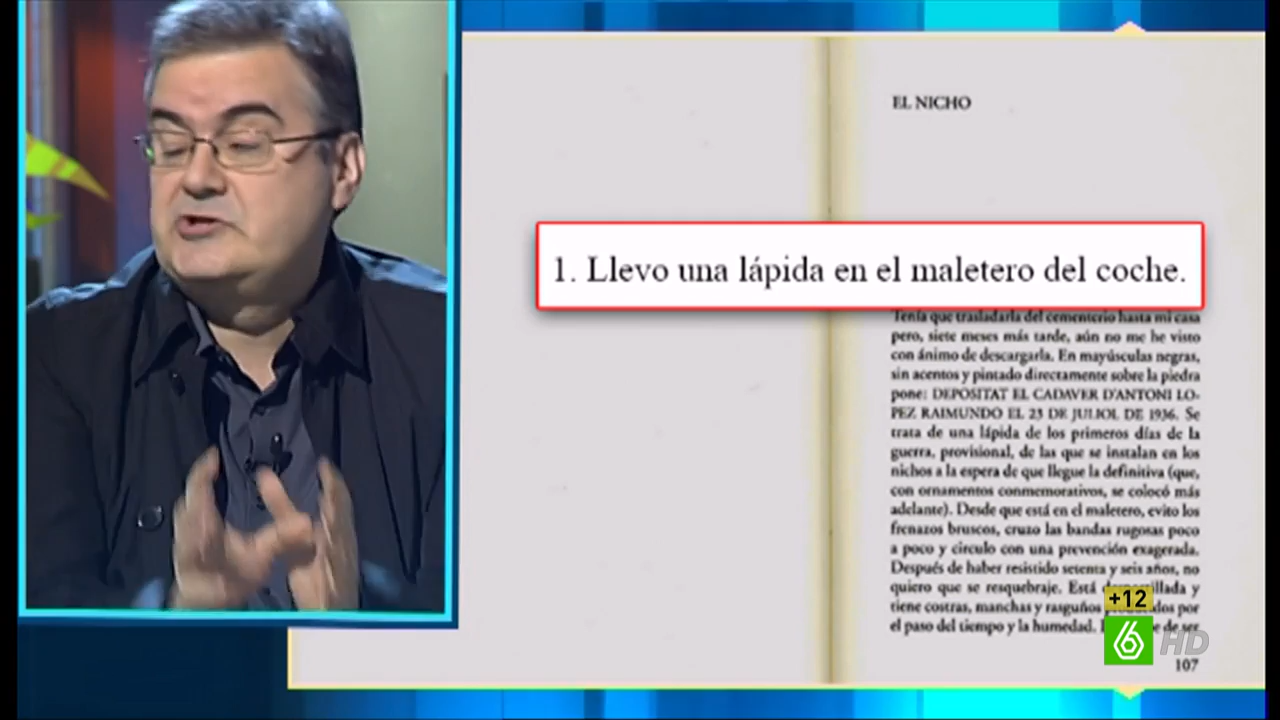 EL NICHO
1. Llevo una lápida en el maletero del coche.
Tenía que trasladarla del cementerio hasta mi casa
pero, siete meses más tarde, aún no me he visto
con ánimo de descargarla. En mayúsculas negras,
sin acentos y pintado directamente sobre la piedra
pone: DEPOSITAT EL CADAVER D'ANTONI LO-
PEZ RAIMUNDO EL 23 DE JULIOL DE 1936. Se
trata de una lápida de los primeros días de la
guerra, provisional, de las que se instalan en los
nichos a la espera de que llegue la definitiva (que,
con ornamentos conmemorativos, se colocó más
adelante). Desde que está en el maletero, evito los
frenazos bruscos, cruzo las bandas rugosas poco
a poco y circulo con una prevención exagerada.
Después de haber resistido setenta y seis años, no
quiero que se resquebraje. Está y
tiene costras, manchas y rasguños por
el paso del tiempo y la humedad. de ser
+12
6 HD
107